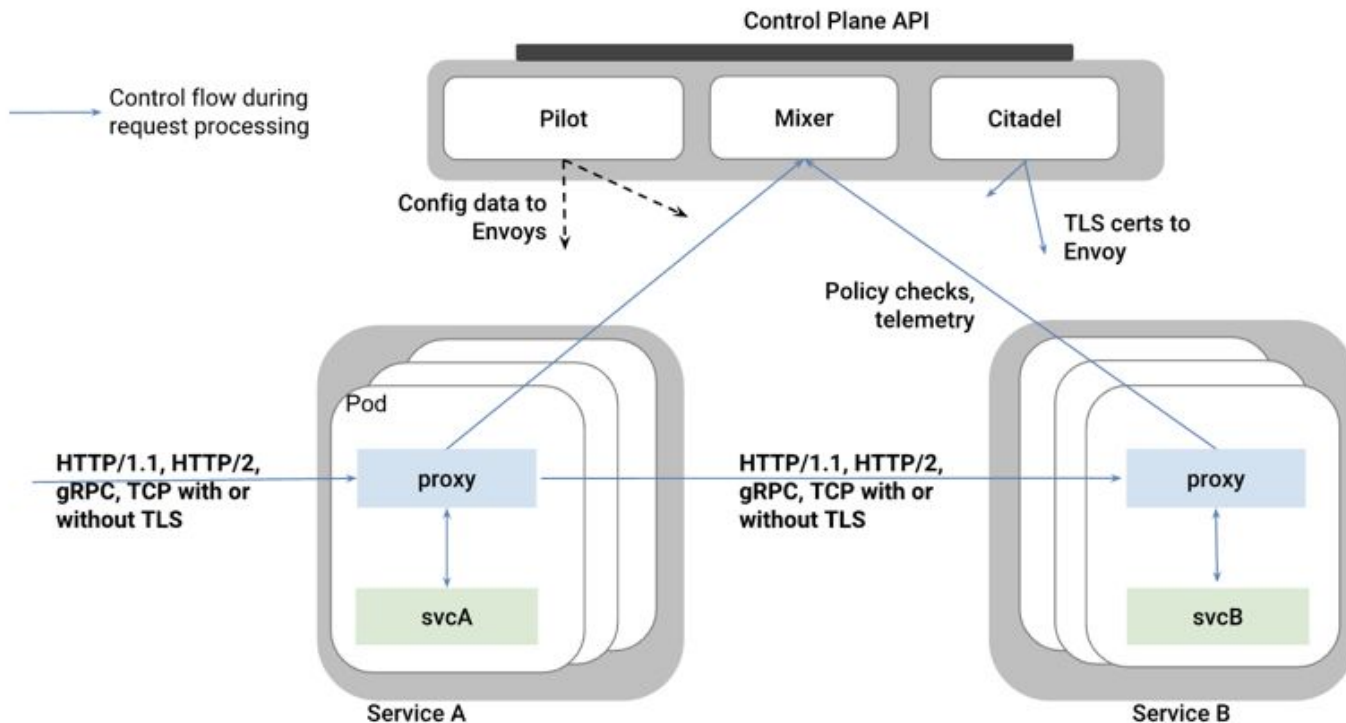 Control Plane API
Control flow during
request processing
Pilot
Mixer
Citadel
Config data to
Envoys
TLS certs to
Envoy
Policy checks,
telemetry
Pod
HTTP/1.1, HTTP/2,
gRPC, TCP with or
without TLS
proxy
HTTP/1.1, HTTP/2,
gRPC, TCP with or
without TLS
proxy
svcA
svcB
Service A
Service B